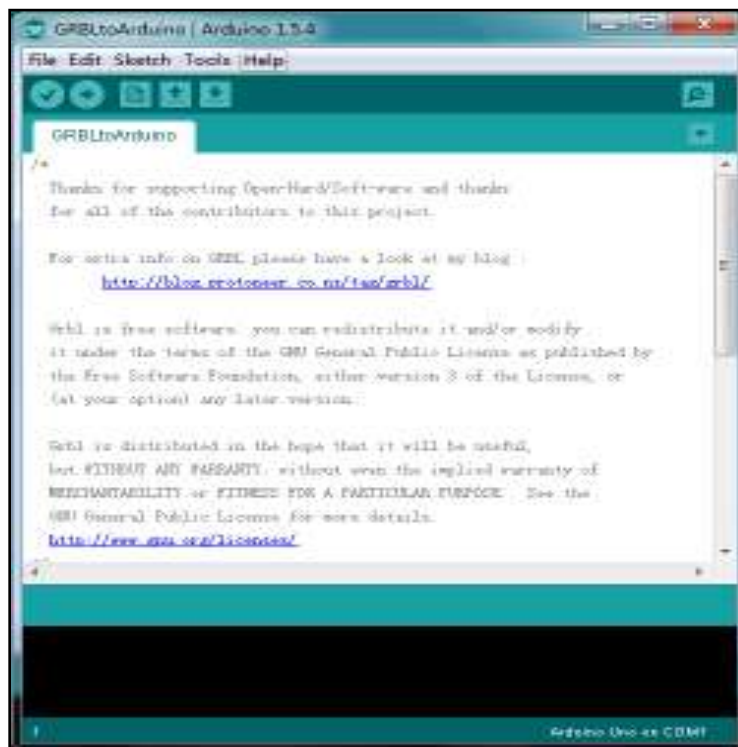 GRBLtoArduino | Arduino 1.5.4
File Edit Sketch Tools Help
GRBLtoArduino
/*
Thanks for supporting Open-Hard/Soft-ware and thanks
for all of the contributors to this project.
For extra info on GRBL please have a look at my blog :
http://blog.protoneer.co.nz/tag/grbl/
Grbl is free software: you can redistribute it and/or modify
it under the terms of the GNU General Public License as published by
the Free Software Foundation, either version 3 of the License, or
(at your option) any later version.
Grbl is distributed in the hope that it will be useful,
but WITHOUT ANY WARRANTY; without even the implied warranty of
MERCHANTABILITY or FITNESS FOR A PARTICULAR PURPOSE. See the
GNU General Public License for more details.
http://www.gnu.org/licenses/
1
Arduino Uno on